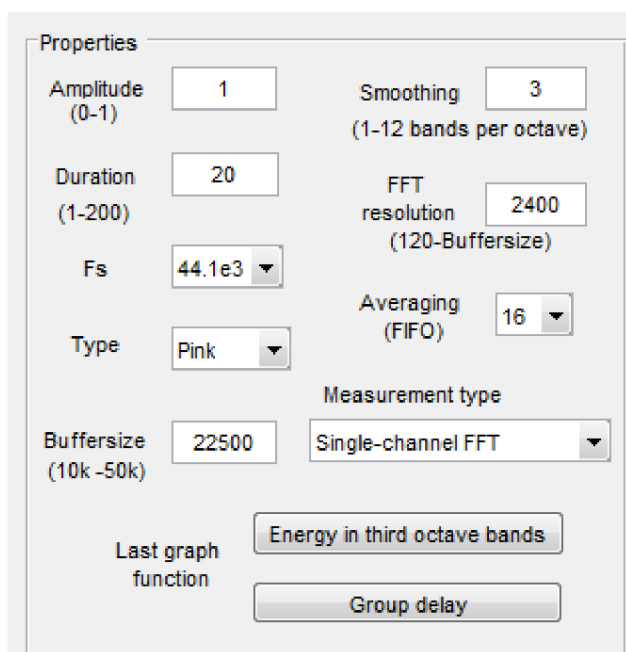 Properties
Amplitude
(0-1)
1
Smoothing
3
(1-12 bands per octave)
Duration
(1-200)
20
FFT
resolution
2400
(120-Buffersize)
Fs
44.1e3
Averaging
(FIFO)
16
Type
Pink
Measurement type
Buffersize
(10k -50k)
22500
Single-channel FFT
Last graph
function
Energy in third octave bands
Group delay